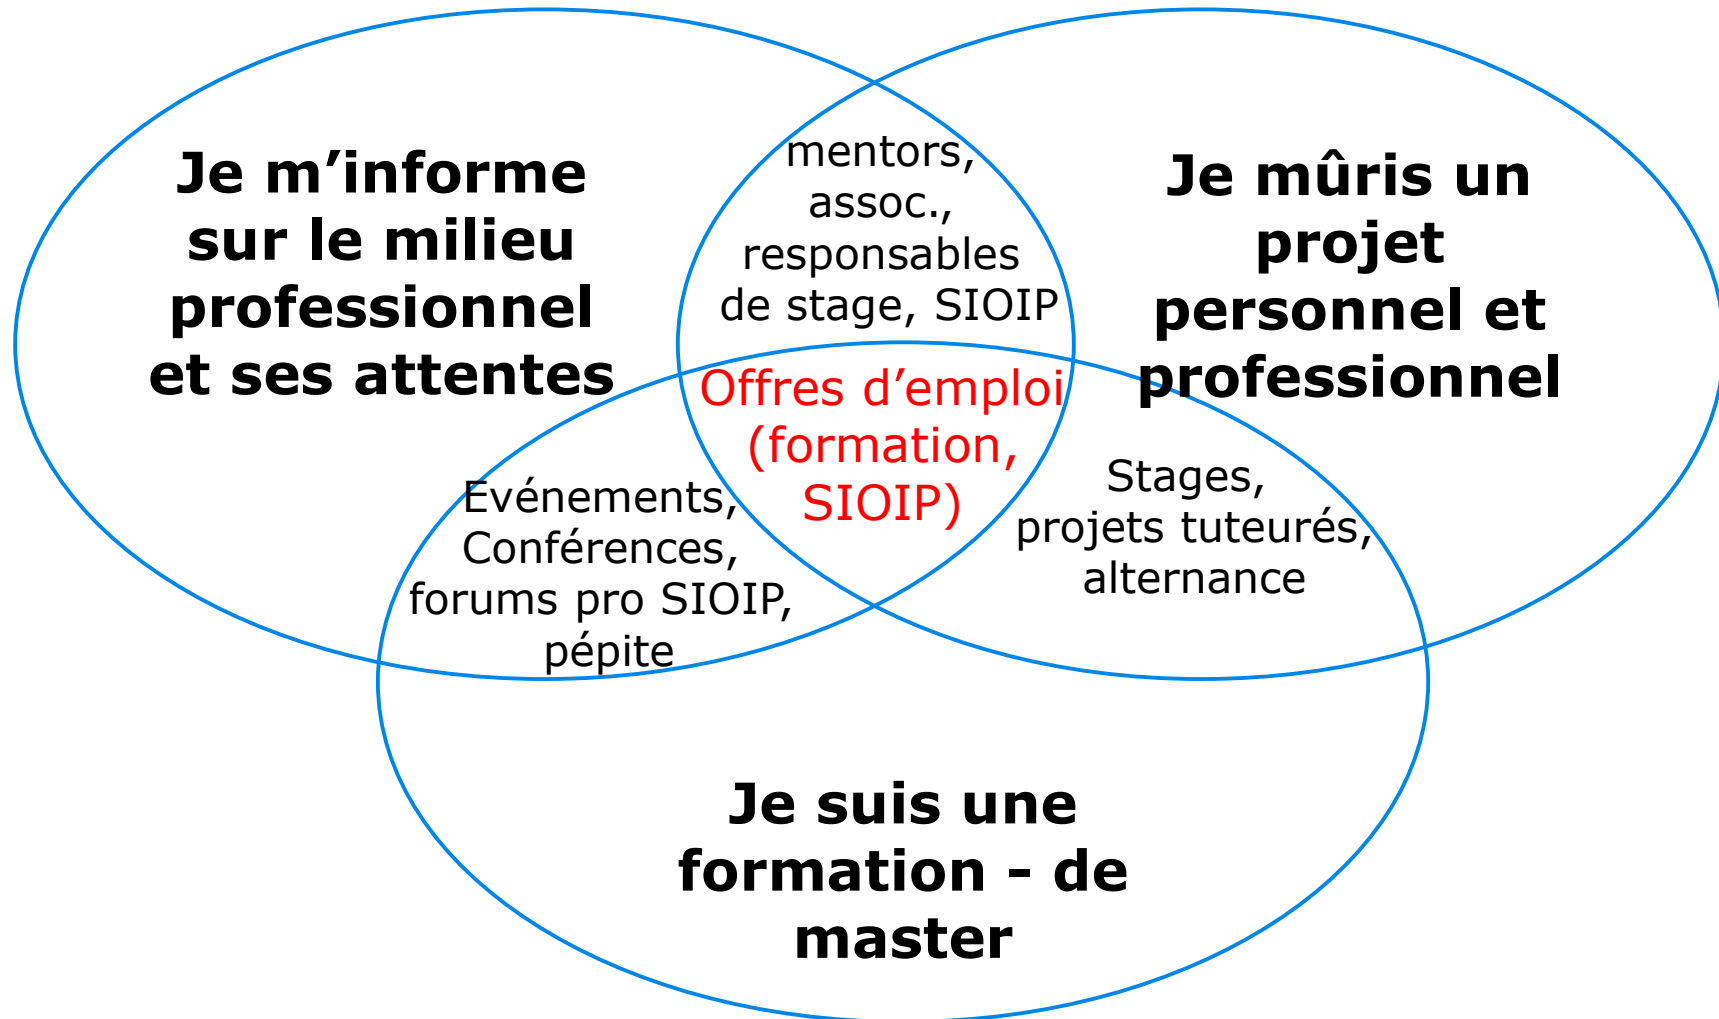 Je m’informe
sur le milieu
professionnel
et ses attentes
mentors,
assoc.,
responsables
de stage, SIOIP
Je mûris un
projet
personnel et
professionnel
Offres d’emploi
(formation,
SIOIP)
Evénements,
Conférences,
forums pro SIOIP,
pépite
Stages,
projets tuteurés,
alternance
Je suis une
formation - de
master